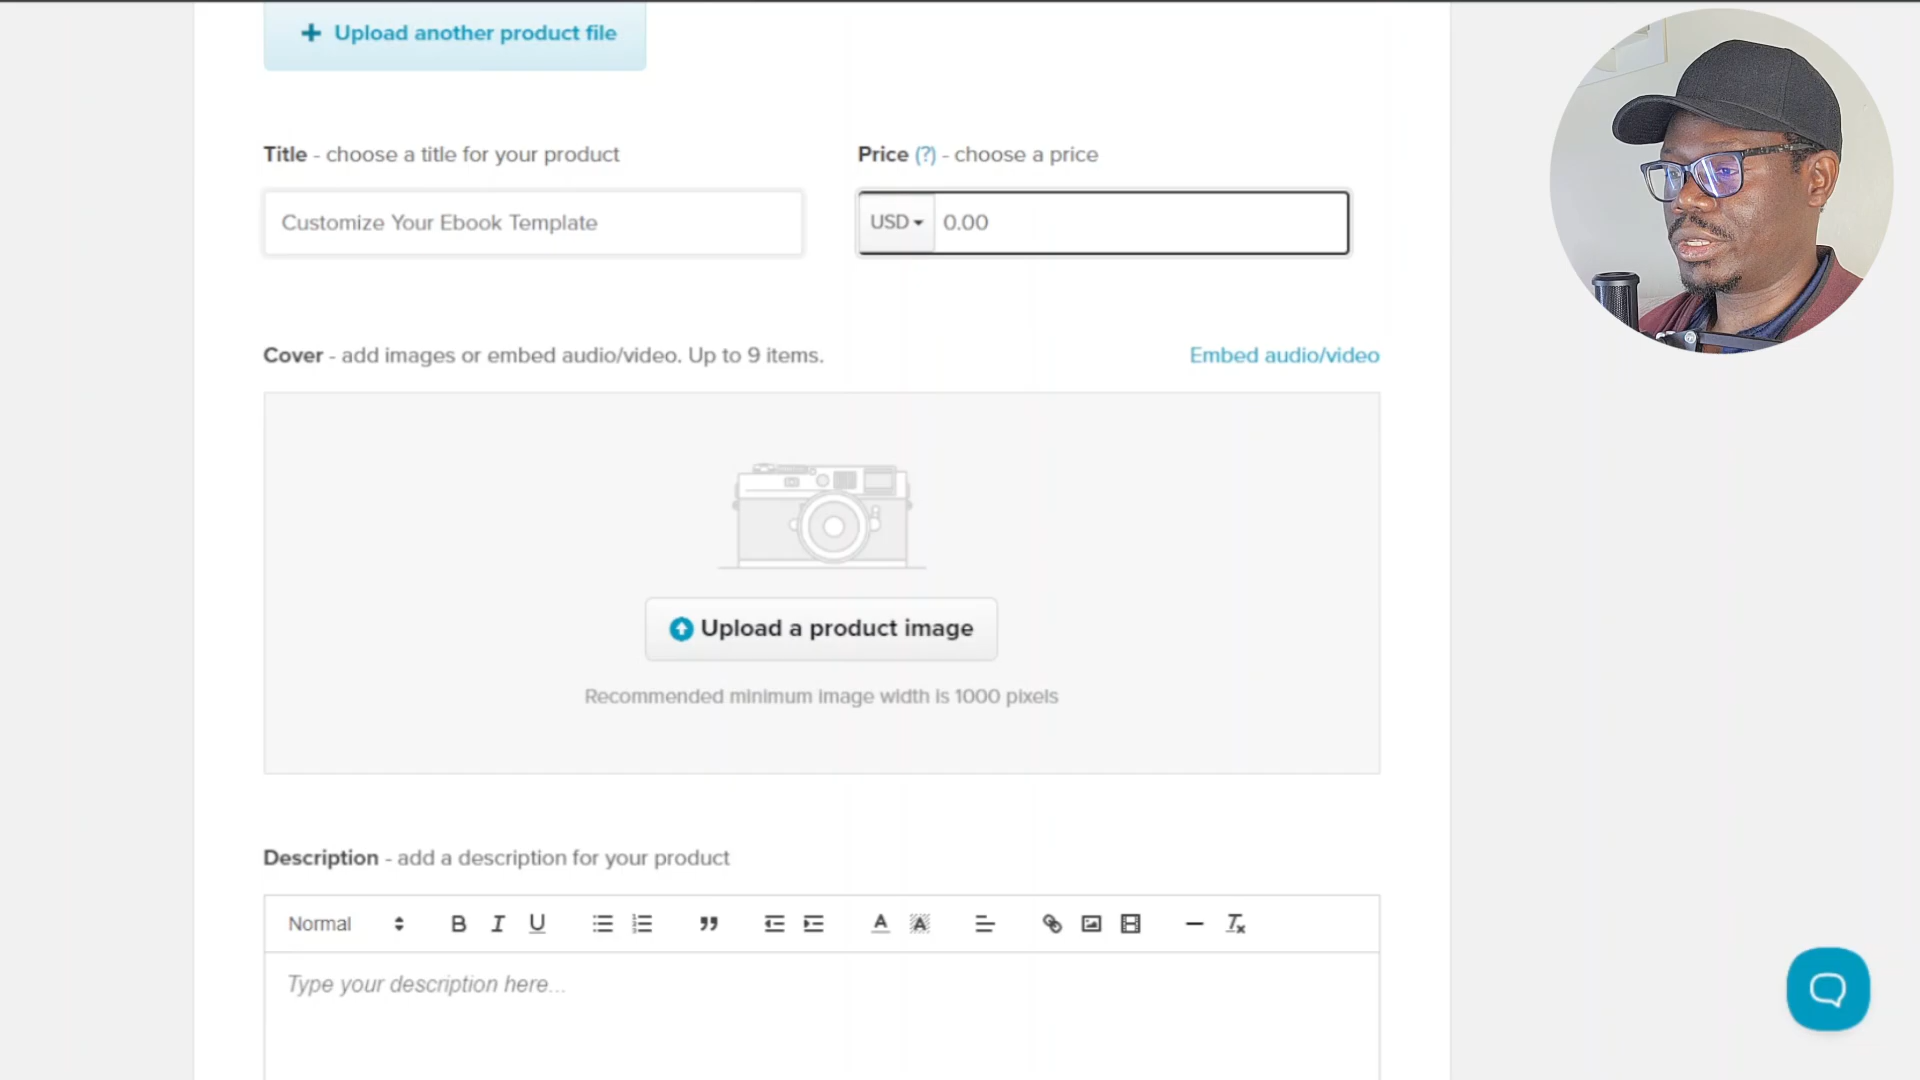 + Upload another product file
Title - choose a title for your product
Price (?) - choose a price
Customize Your Ebook Template
USD 0.00
Cover - add images or embed audio/video. Up to 9 items.
Embed audio/video
Upload a product image
Recommended minimum image width is 1000 pixels
Description - add a description for your product
Normal
Type your description here...